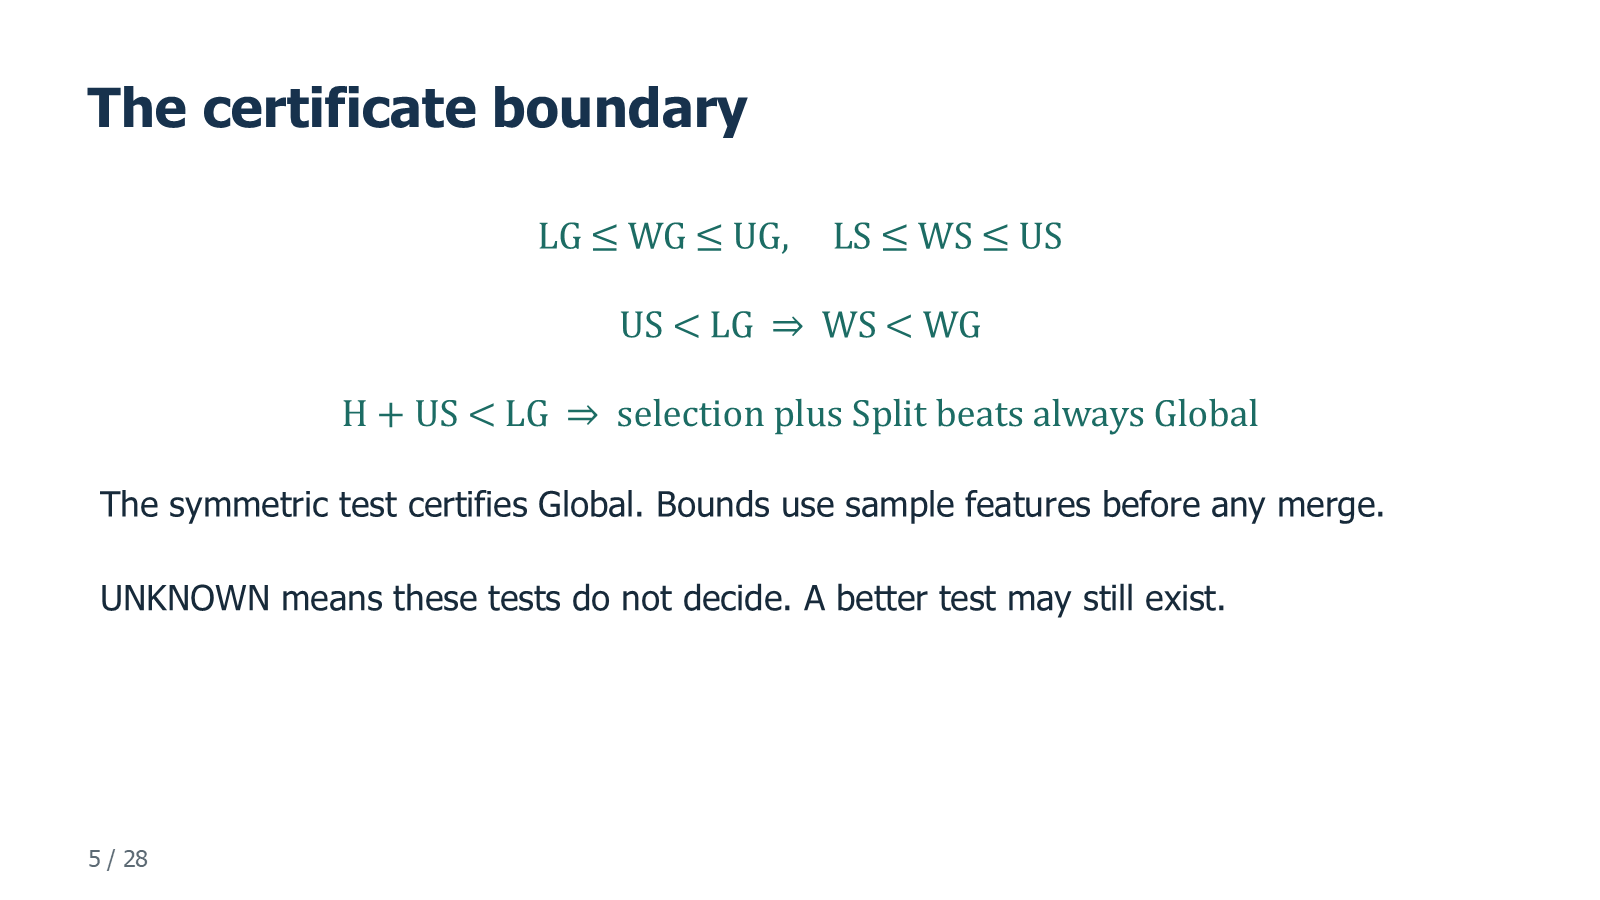 The certificate boundary
LG ≤ WG ≤ UG, LS ≤ WS ≤ US
US < LG ⇒ WS < WG
H + US < LG ⇒ selection plus Split beats always Global
The symmetric test certifies Global. Bounds use sample features before any merge.
UNKNOWN means these tests do not decide. A better test may still exist.
5 / 28